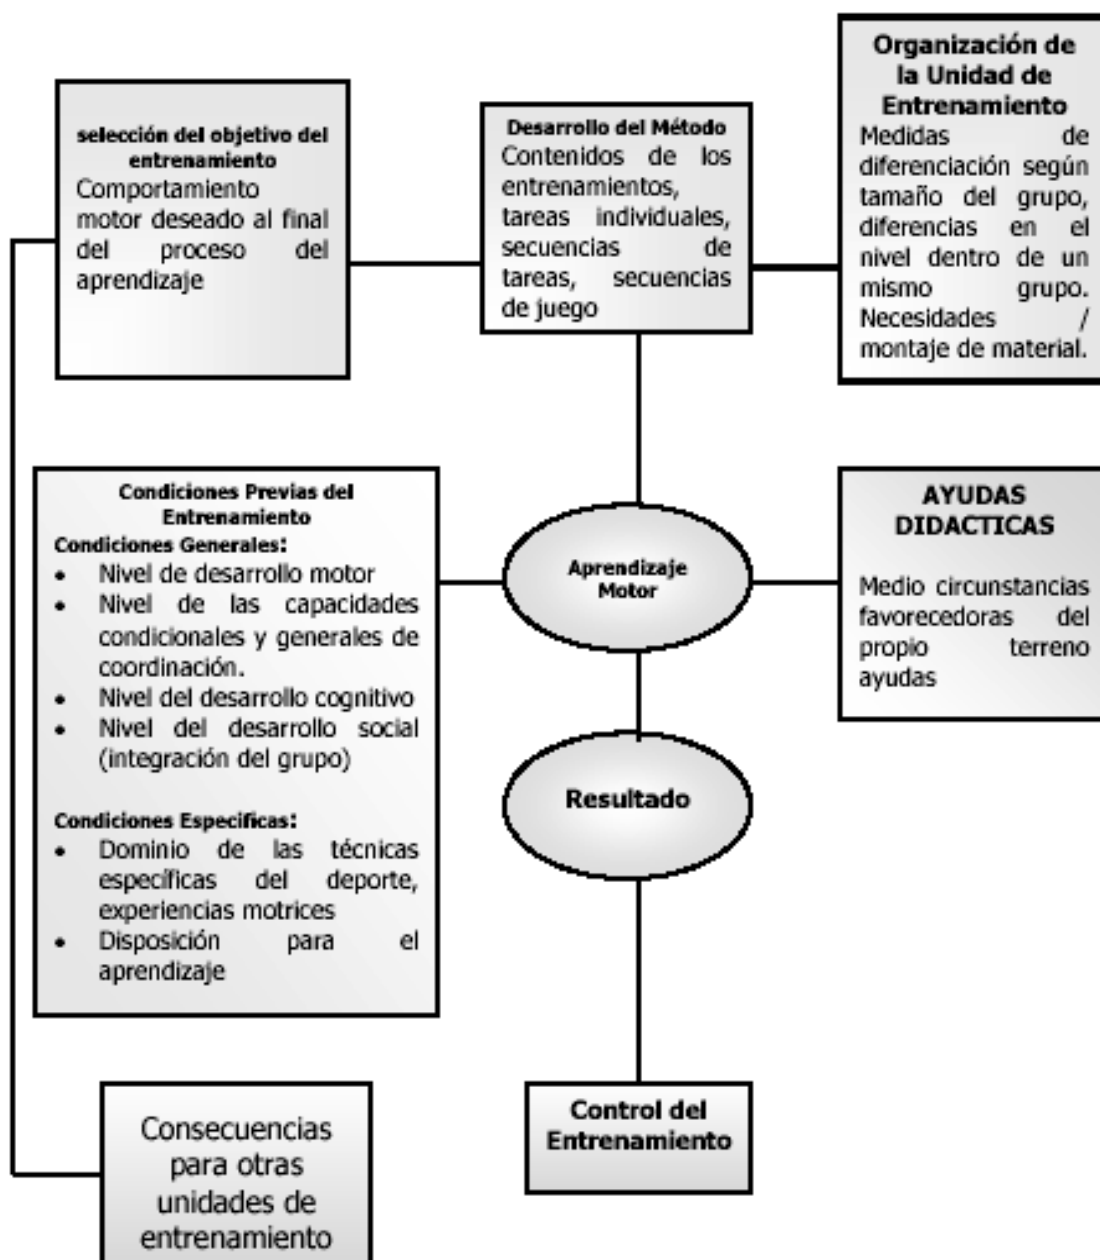 selección del objetivo del
entrenamiento
Comportamiento
motor deseado al final
del proceso del
aprendizaje
Desarrollo del Método
Contenidos de los
entrenamientos,
tareas individuales,
secuencias de
tareas, secuencias
de juego
Organización de
la Unidad de
Entrenamiento
Medidas de
diferenciación según
tamaño del grupo,
diferencias en el
nivel dentro de un
mismo grupo.
Necesidades /
montaje de material.
Condiciones Previas del
Entrenamiento
Condiciones Generales:
• Nivel de desarrollo motor
• Nivel de las capacidades
condicionales y generales de
coordinación.
• Nivel del desarrollo cognitivo
• Nivel del desarrollo social
(integración del grupo)
Condiciones Especificas:
• Dominio de las técnicas
específicas del deporte,
experiencias motrices
• Disposición para el
aprendizaje
Aprendizaje
Motor
AYUDAS
DIDACTICAS
Medio circunstancias
favorecedoras del
propio terreno
ayudas
Resultado
Control del
Entrenamiento
Consecuencias
para otras
unidades de
entrenamiento